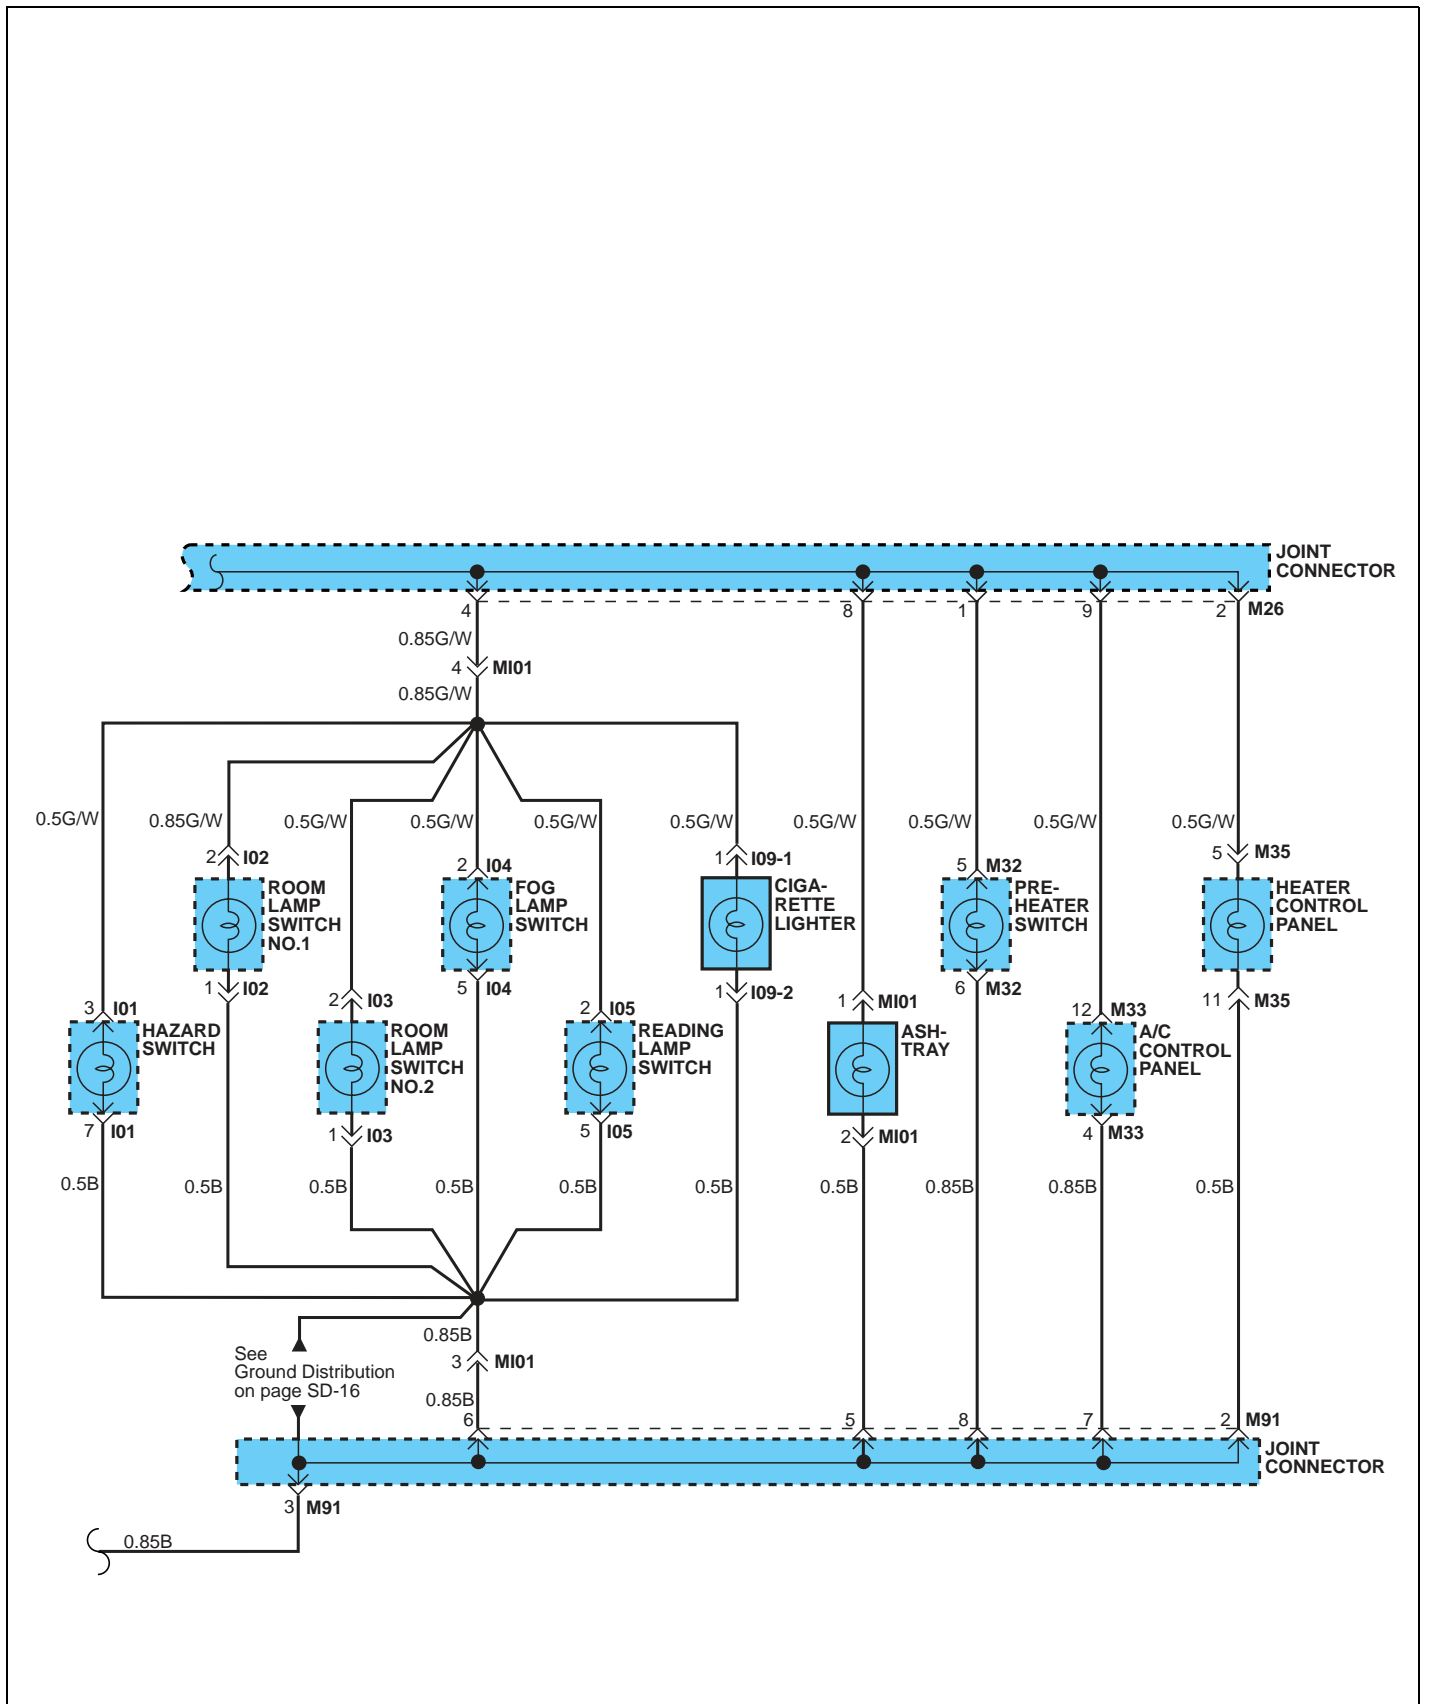 JOINT
CONNECTOR
4
8
1
9
2
M26
0.85G/W
4
MI01
0.85G/W
0.5G/W
0.85G/W
0.5G/W
0.5G/W
0.5G/W
0.5G/W
0.5G/W
0.5G/W
0.5G/W
0.5G/W
2
I02
2
I04
1
I09-1
5
M32
5
M35
ROOM
LAMP
SWITCH
NO.1
FOG
LAMP
SWITCH
CIGA-
RETTE
LIGHTER
PRE-
HEATER
SWITCH
HEATER
CONTROL
PANEL
1
I02
5
I04
1
I09-2
6
M32
11
M35
3
I01
2
I03
2
I05
1
MI01
12
M33
HAZARD
SWITCH
ROOM
LAMP
SWITCH
NO.2
READING
LAMP
SWITCH
ASH-
TRAY
A/C
CONTROL
PANEL
7
I01
1
I03
5
I05
2
MI01
4
M33
0.5B
0.5B
0.5B
0.5B
0.5B
0.5B
0.5B
0.85B
0.85B
0.5B
0.85B
See
Ground Distribution
on page SD-16
3
MI01
0.85B
6
5
8
7
2
M91
JOINT
CONNECTOR
3
M91
0.85B